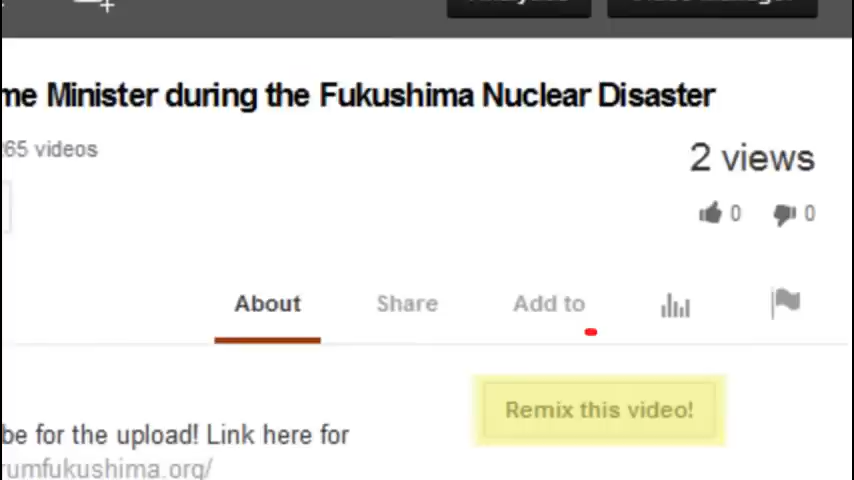 me Minister during the Fukushima Nuclear Disaster
265 videos
2 views
0 0
About Share Add to
Remix this video!
be for the upload! Link here for
rumfukushima.org/